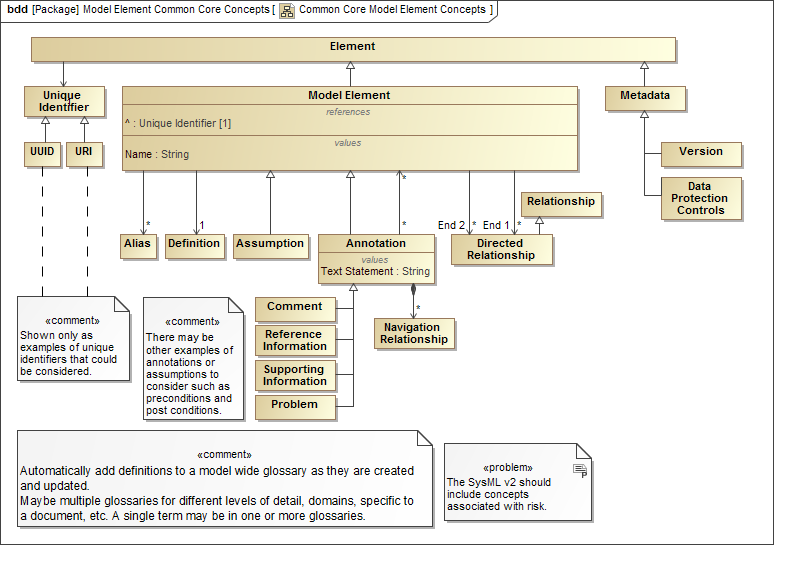 bdd [Package] Model Element Common Core Concepts [ Common Core Model Element Concepts ]
Element
Unique
Identifier
Model Element
references
^ : Unique Identifier [1]
values
Name : String
Metadata
UUID
URI
Version
Data
Protection
Controls
*
*
1
*
End 2
*
End 1
*
Relationship
Alias
Definition
Assumption
Annotation
values
Text Statement : String
Directed
Relationship
*
Navigation
Relationship
Comment
Reference
Information
Supporting
Information
Problem
«comment»
Shown only as
examples of unique
identifiers that could
be considered.
«comment»
There may be
other examples of
annotations or
assumptions to
consider such as
preconditions and
post conditions.
«comment»
Automatically add definitions to a model wide glossary as they are created
and updated.
Maybe multiple glossaries for different levels of detail, domains, specific to
a document, etc. A single term may be in one or more glossaries.
«problem»
The SysML v2 should
include concepts
associated with risk.